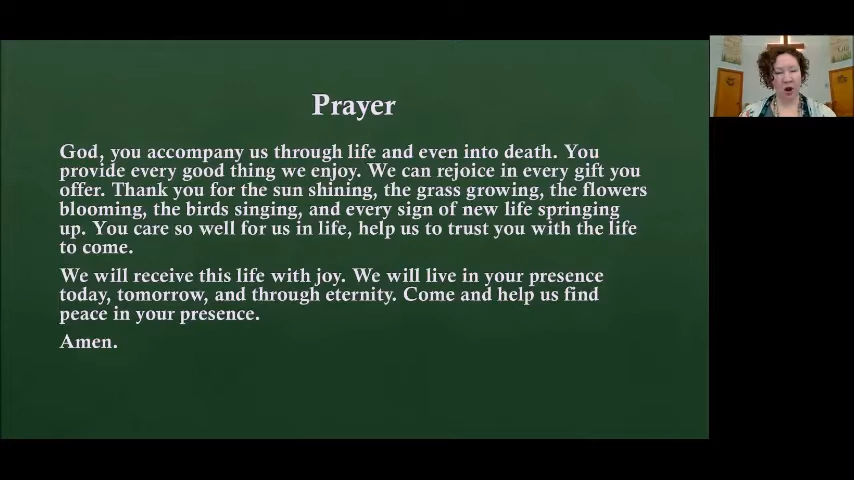 Prayer
God, you accompany us through life and even into death. You
provide every good thing we enjoy. We can rejoice in every gift you
offer. Thank you for the sun shining, the grass growing, the flowers
blooming, the birds singing, and every sign of new life springing
up. You care so well for us in life, help us to trust you with the life
to come.
We will receive this life with joy. We will live in your presence
today, tomorrow, and through eternity. Come and help us find
peace in your presence.
Amen.